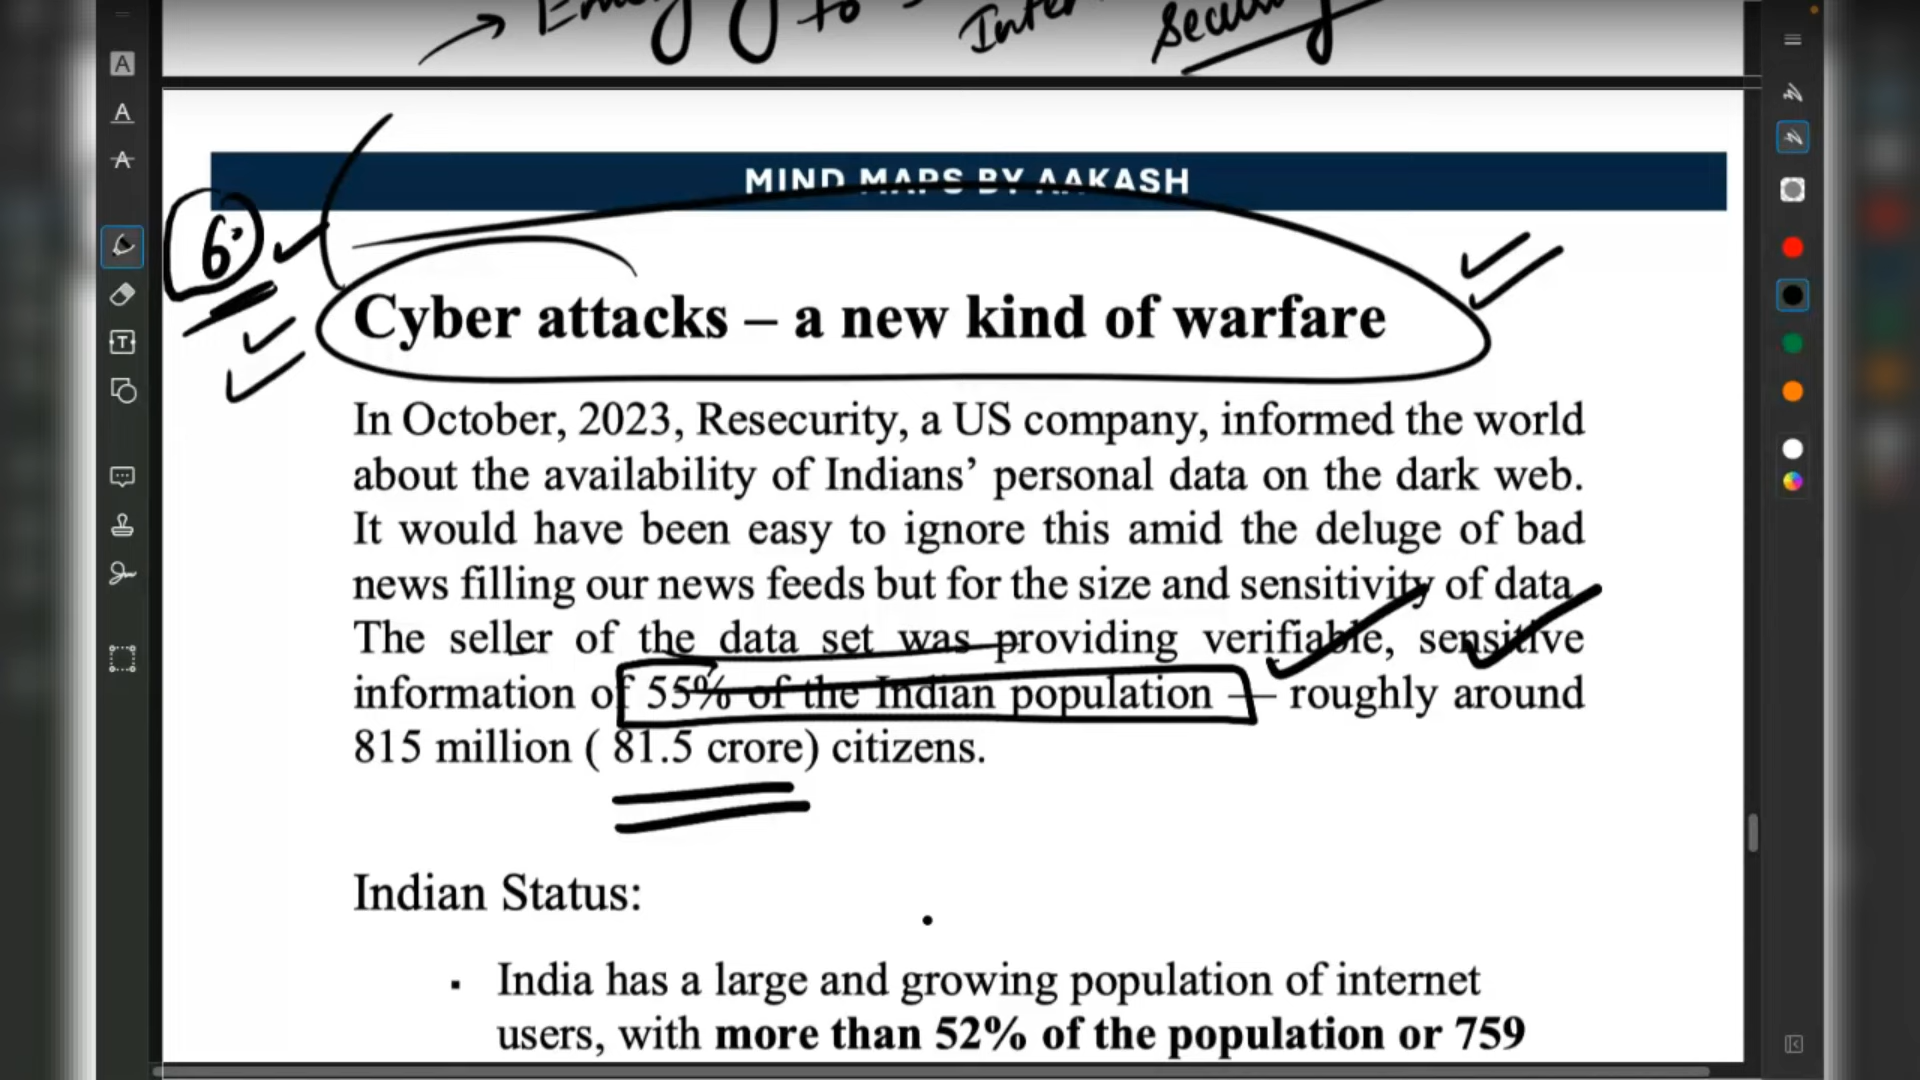 to
Security
MIND MAPS BY AAKASH
6.
Cyber attacks – a new kind of warfare
In October, 2023, Resecurity, a US company, informed the world
about the availability of Indians’ personal data on the dark web.
It would have been easy to ignore this amid the deluge of bad
news filling our news feeds but for the size and sensitivity of data.
The seller of the data set was providing verifiable, sensitive
information of 55% of the Indian population — roughly around
815 million ( 81.5 crore) citizens.
Indian Status:
▪ India has a large and growing population of internet
users, with more than 52% of the population or 759